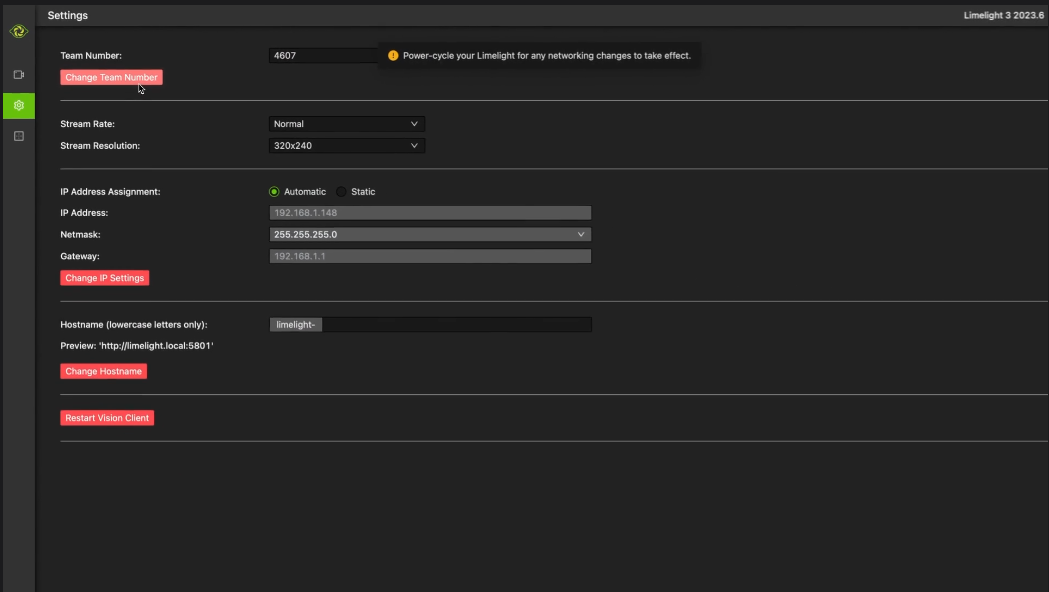 Settings
Limelight 3 2023.6
Team Number:
4607
Power-cycle your Limelight for any networking changes to take effect.
Change Team Number
Stream Rate:
Normal
Stream Resolution:
320x240
IP Address Assignment:
Automatic
Static
IP Address:
192.168.1.148
Netmask:
255.255.255.0
Gateway:
192.168.1.1
Change IP Settings
Hostname (lowercase letters only):
limelight-
Preview: 'http://limelight.local:5801'
Change Hostname
Restart Vision Client